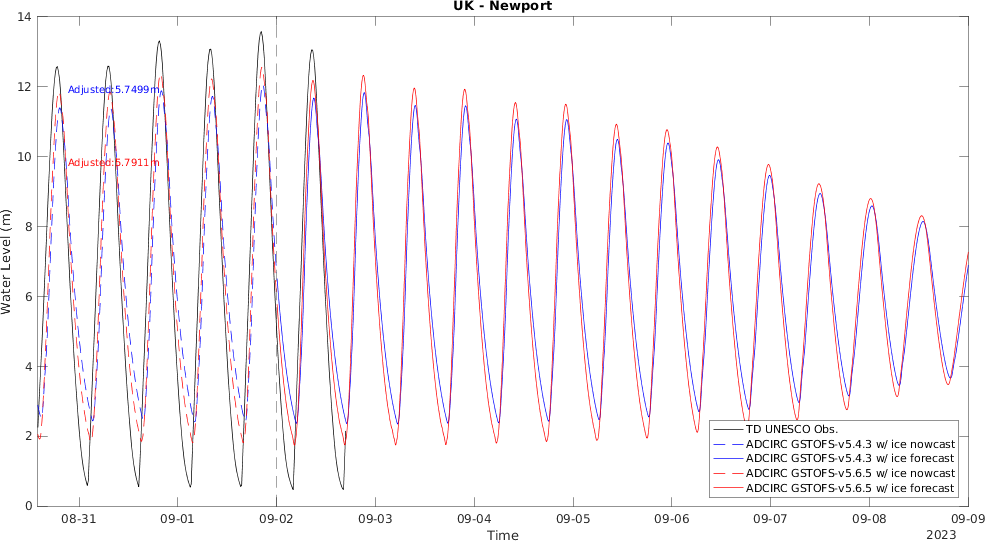 UK - Newport
14
12
10
8
6
4
2
0
Water Level (m)
Adjusted:5.7499m
Adjusted:5.7911m
TD UNESCO Obs.
ADCIRC GSTOFS-v5.4.3 w/ ice nowcast
ADCIRC GSTOFS-v5.4.3 w/ ice forecast
ADCIRC GSTOFS-v5.6.5 w/ ice nowcast
ADCIRC GSTOFS-v5.6.5 w/ ice forecast
08-31 09-01 09-02 09-03 09-04 09-05 09-06 09-07 09-08 09-09
Time
2023